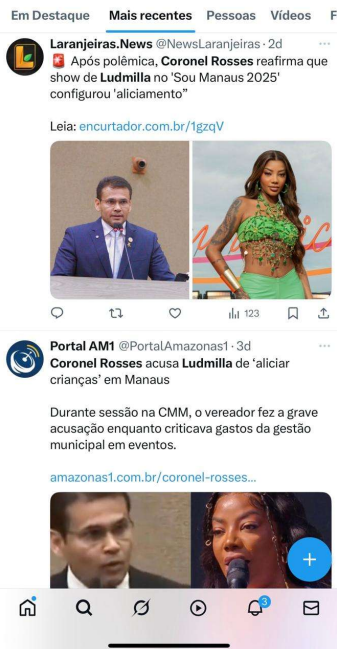 Em Destaque Mais recentes Pessoas Vídeos F
Laranjeiras.News @NewsLaranjeiras · 2d
🚨 Após polêmica, Coronel Rosses reafirma que
show de Ludmilla no 'Sou Manaus 2025'
configurou 'aliciamento”
Leia: encurtador.com.br/1gzqV
123
Portal AM1 @PortalAmazonas1 · 3d
Coronel Rosses acusa Ludmilla de ‘aliciar
crianças’ em Manaus
Durante sessão na CMM, o vereador fez a grave
acusação enquanto criticava gastos da gestão
municipal em eventos.
amazonas1.com.br/coronel-rosses...
3